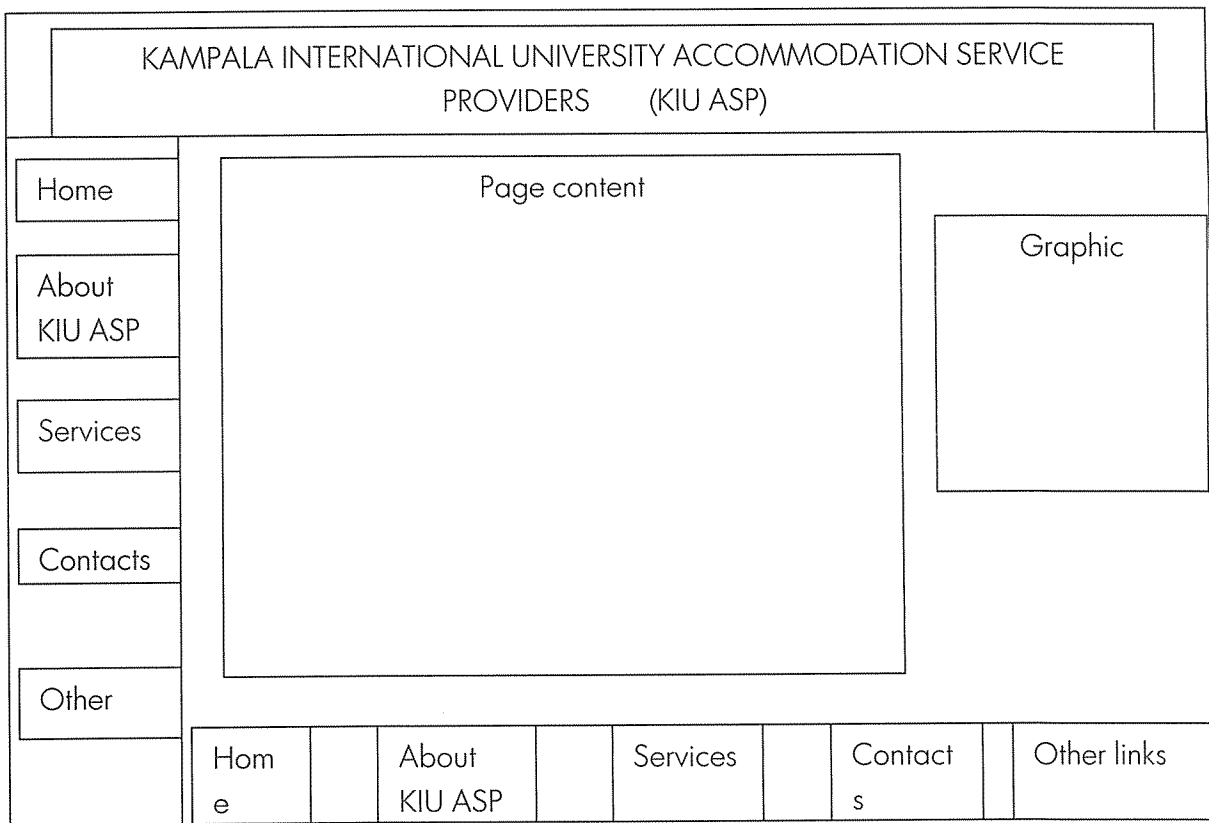 KAMPALA INTERNATIONAL UNIVERSITY ACCOMMODATION SERVICE
PROVIDERS (KIU ASP)
Home
About
KIU ASP
Services
Contacts
Other
Page content
Graphic
Hom
e
About
KIU ASP
Services
Contact
s
Other links